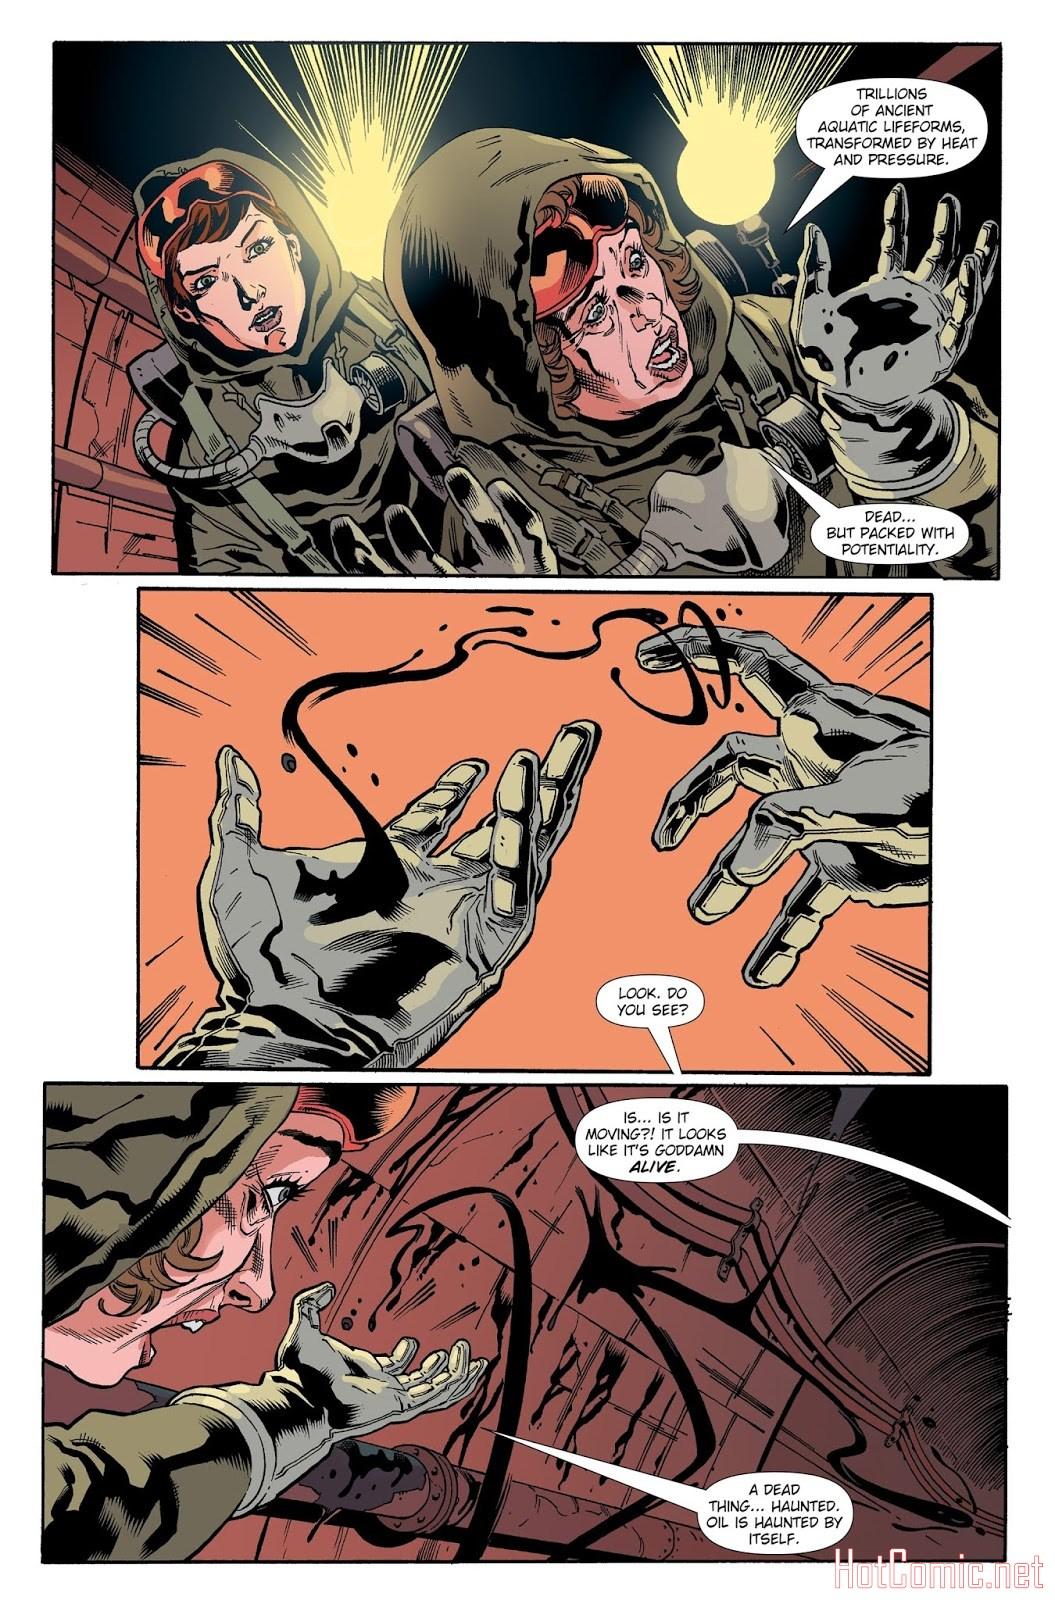 TRILLIONS
OF ANCIENT
AQUATIC LIFEFORMS,
TRANSFORMED BY HEAT
AND PRESSURE.
DEAD...
BUT PACKED WITH
POTENTIALITY.
LOOK. DO
YOU SEE?
IS... IS IT
MOVING?! IT LOOKS
LIKE IT'S GODDAMN
ALIVE.
A DEAD
THING... HAUNTED.
OIL IS HAUNTED BY
ITSELF.
HotComic.net